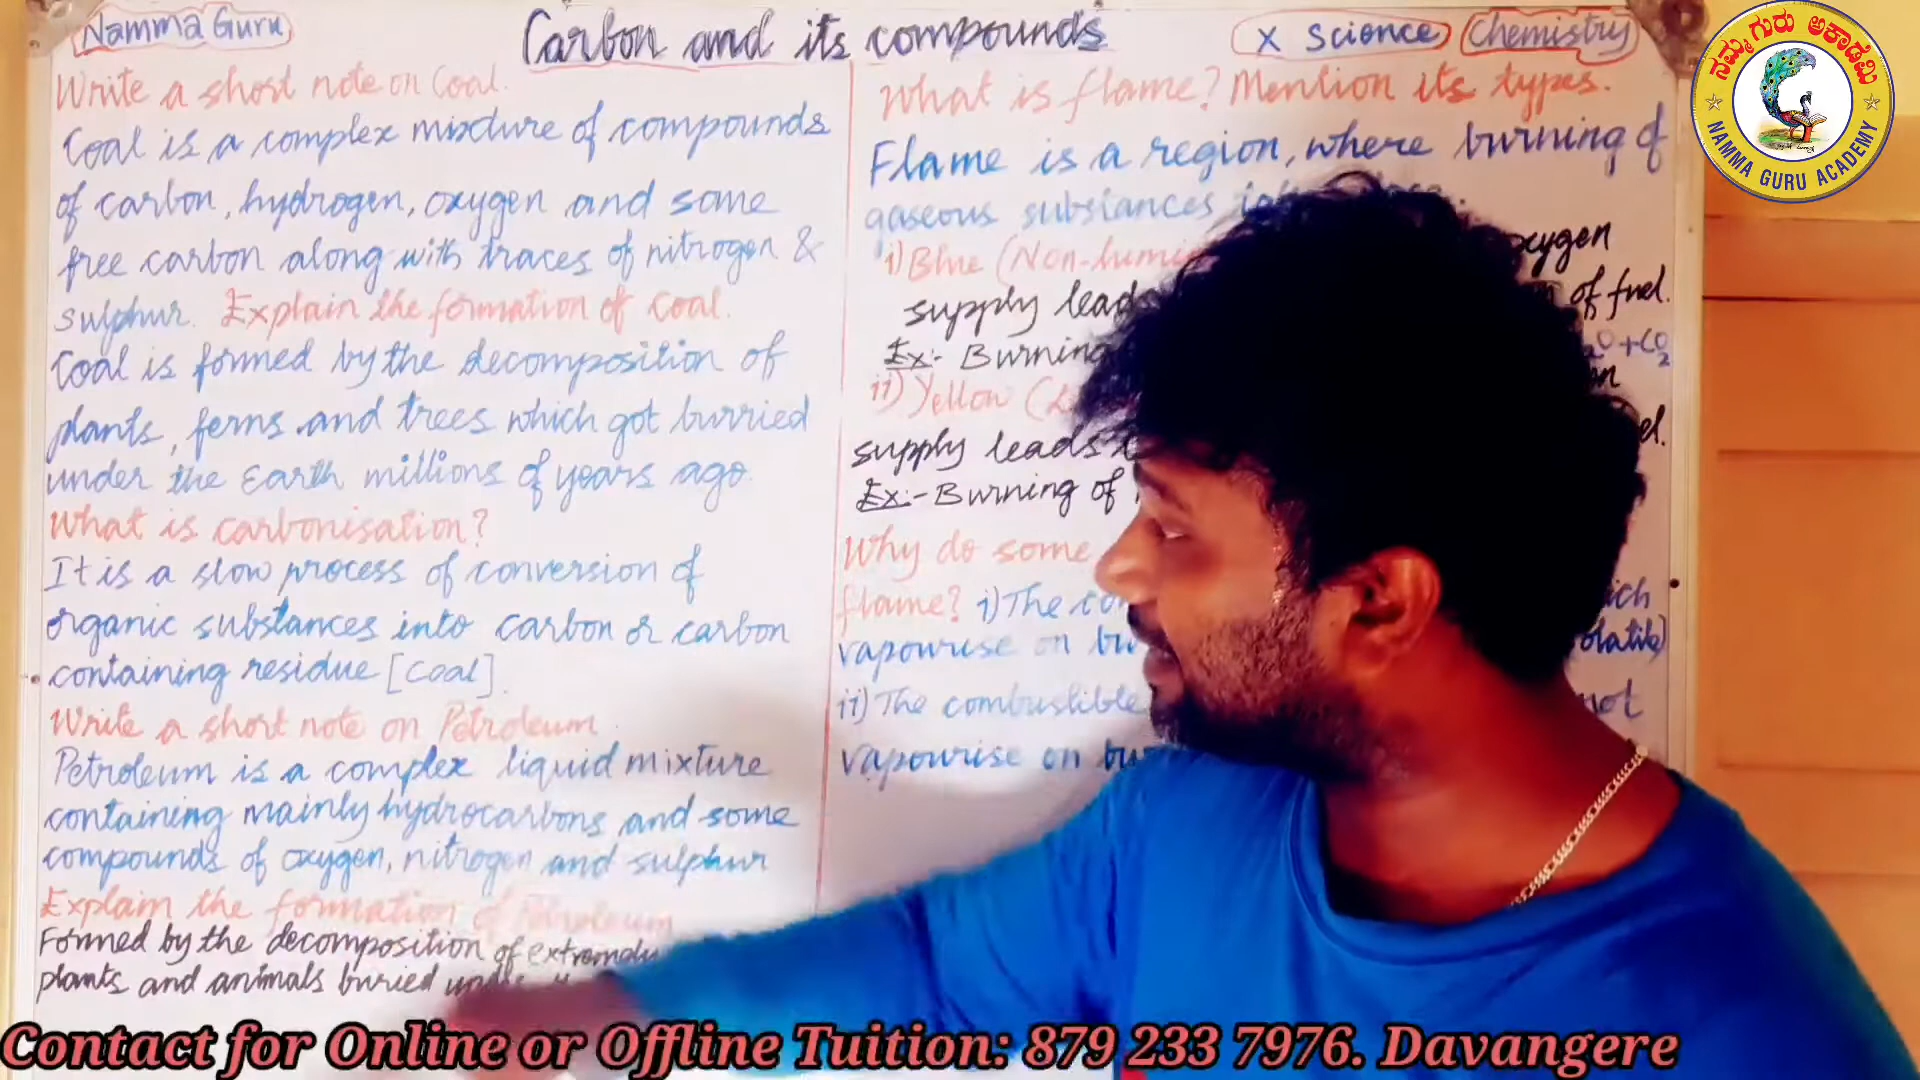 Namma Guru
Carbon and its compounds
X Science Chemistry
Write a short note on Coal.
Coal is a complex mixture of compounds
of carbon, hydrogen, oxygen and some
free carbon along with traces of nitrogen &
sulphur. Explain the formation of Coal.
Coal is formed by the decomposition of
plants, ferns and trees which got burried
under the Earth millions of years ago.
What is carbonisation?
It is a slow process of conversion of
organic substances into carbon or carbon
containing residue [Coal].
Write a short note on Petroleum.
Petroleum is a complex liquid mixture
containing mainly hydrocarbons and some
compounds of oxygen, nitrogen and sulphur
Explain the formation of Petroleum
Formed by the decomposition of extremely
plants and animals buried
What is flame? Mention its types.
Flame is a region, where burning of
gaseous substances
i) Blue (Non-
supply
of fuel.
Ex:- Burning
+CO2
ii) Yellow
supply leads
Ex:- Burning of
Why do some
flame? i) The
vapourise on
ii) The combustible
not
vapourise on
ನಮ್ಮ ಗುರು ಅಕಾಡೆಮಿ
NAMMA GURU ACADEMY
Contact for Online or Offline Tuition: 879 233 7976. Davangere